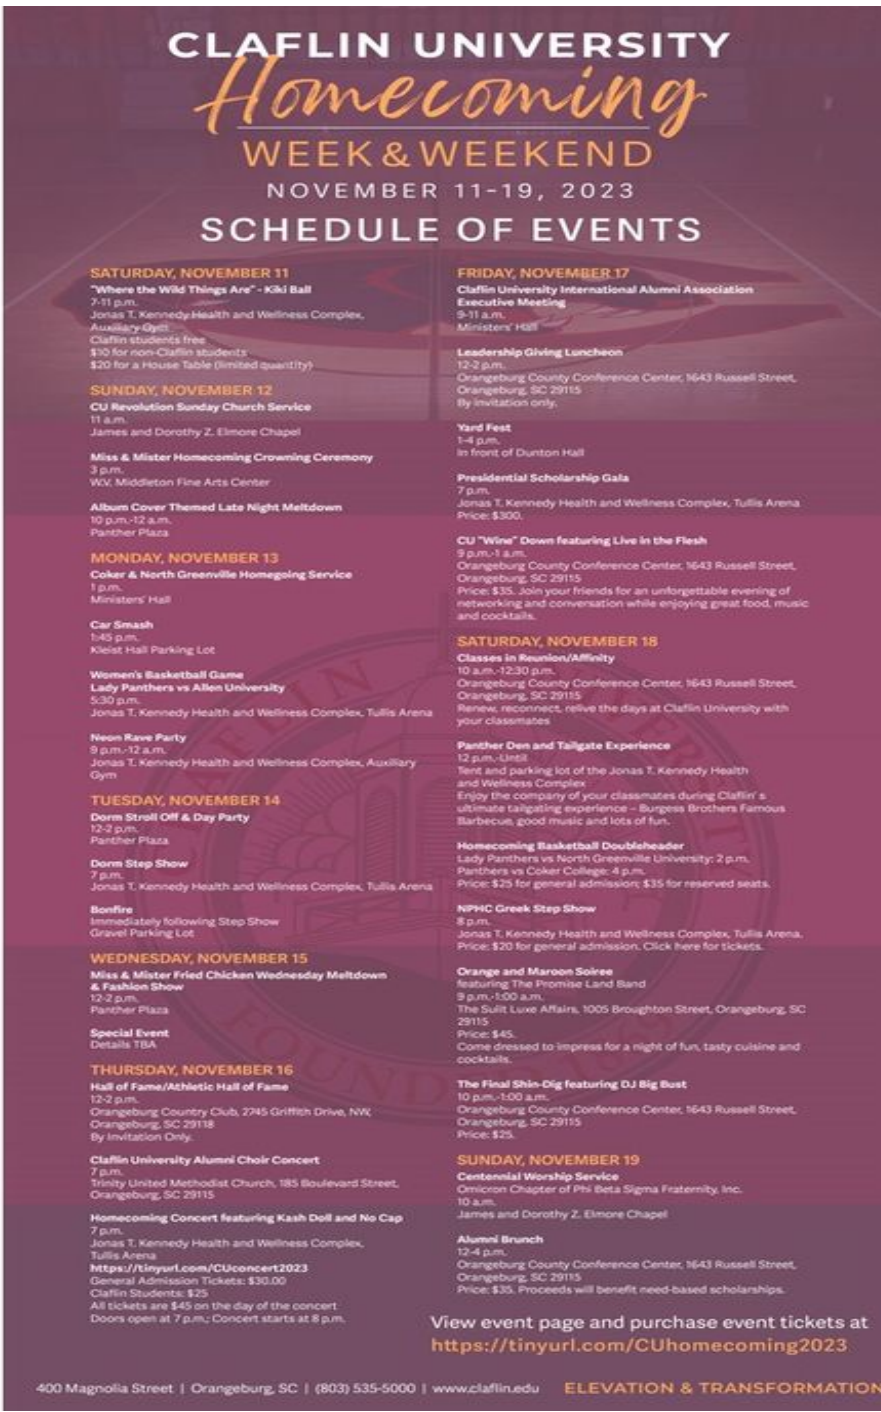 CLAFLIN UNIVERSITY
Homecoming
WEEK & WEEKEND
NOVEMBER 11-19, 2023
SCHEDULE OF EVENTS
SATURDAY, NOVEMBER 11
"Where the Wild Things Are" - Kiki Ball
7-11 p.m.
Jonas T. Kennedy Health and Wellness Complex,
Auxiliary Gym
Claflin students free
$10 for non-Claflin students
$20 for a House Table (limited quantity)
SUNDAY, NOVEMBER 12
CU Revolution Sunday Church Service
11 a.m.
James and Dorothy Z. Elmore Chapel
Miss & Mister Homecoming Crowning Ceremony
3 p.m.
W.V. Middleton Fine Arts Center
Album Cover Themed Late Night Meltdown
10 p.m.-12 a.m.
Panther Plaza
MONDAY, NOVEMBER 13
Coker & North Greenville Homegoing Service
1 p.m.
Ministers' Hall
Car Smash
1:45 p.m.
Kleist Hall Parking Lot
Women's Basketball Game
Lady Panthers vs Allen University
5:30 p.m.
Jonas T. Kennedy Health and Wellness Complex, Tullis Arena
Neon Rave Party
9 p.m.-12 a.m.
Jonas T. Kennedy Health and Wellness Complex, Auxiliary
Gym
TUESDAY, NOVEMBER 14
Dorm Stroll Off & Day Party
12-2 p.m.
Panther Plaza
Dorm Step Show
7 p.m.
Jonas T. Kennedy Health and Wellness Complex, Tullis Arena
Bonfire
Immediately following Step Show
Gravel Parking Lot
WEDNESDAY, NOVEMBER 15
Miss & Mister Fried Chicken Wednesday Meltdown
& Fashion Show
12-2 p.m.
Panther Plaza
Special Event
Details TBA
THURSDAY, NOVEMBER 16
Hall of Fame/Athletic Hall of Fame
12-2 p.m.
Orangeburg Country Club, 2745 Griffith Drive, NW,
Orangeburg, SC 29118
By Invitation Only.
Claflin University Alumni Choir Concert
7 p.m.
Trinity United Methodist Church, 185 Boulevard Street,
Orangeburg, SC 29115
Homecoming Concert featuring Kash Doll and No Cap
7 p.m.
Jonas T. Kennedy Health and Wellness Complex,
Tullis Arena
https://tinyurl.com/CUconcert2023
General Admission Tickets: $30.00
Claflin Students: $25
All tickets are $45 on the day of the concert
Doors open at 7 p.m.; Concert starts at 8 p.m.
FRIDAY, NOVEMBER 17
Claflin University International Alumni Association
Executive Meeting
9-11 a.m.
Ministers' Hall
Leadership Giving Luncheon
12-2 p.m.
Orangeburg County Conference Center, 1643 Russell Street,
Orangeburg, SC 29115
By invitation only.
Yard Fest
1-4 p.m.
In front of Dunton Hall
Presidential Scholarship Gala
7 p.m.
Jonas T. Kennedy Health and Wellness Complex, Tullis Arena
Price: $300.
CU "Wine" Down featuring Live in the Flesh
9 p.m.-1 a.m.
Orangeburg County Conference Center, 1643 Russell Street,
Orangeburg, SC 29115
Price: $35. Join your friends for an unforgettable evening of
networking and conversation while enjoying great food, music
and cocktails.
SATURDAY, NOVEMBER 18
Classes in Reunion/Affinity
10 a.m.-12:30 p.m.
Orangeburg County Conference Center, 1643 Russell Street,
Orangeburg, SC 29115
Renew, reconnect, relive the days at Claflin University with
your classmates
Panther Den and Tailgate Experience
12 p.m.-Until
Tent and parking lot of the Jonas T. Kennedy Health
and Wellness Complex
Enjoy the company of your classmates during Claflin' s
ultimate tailgating experience – Burgess Brothers Famous
Barbecue, good music and lots of fun.
Homecoming Basketball Doubleheader
Lady Panthers vs North Greenville University: 2 p.m.
Panthers vs Coker College: 4 p.m.
Price: $25 for general admission; $35 for reserved seats.
NPHC Greek Step Show
8 p.m.
Jonas T. Kennedy Health and Wellness Complex, Tullis Arena.
Price: $20 for general admission. Click here for tickets.
Orange and Maroon Soiree
featuring The Promise Land Band
9 p.m.-1:00 a.m.
The Sulit Luxe Affairs, 1005 Broughton Street, Orangeburg, SC
29115
Price: $45.
Come dressed to impress for a night of fun, tasty cuisine and
cocktails.
The Final Shin-Dig featuring DJ Big Bust
10 p.m.-1:00 a.m.
Orangeburg County Conference Center, 1643 Russell Street,
Orangeburg, SC 29115
Price: $25.
SUNDAY, NOVEMBER 19
Centennial Worship Service
Omicron Chapter of Phi Beta Sigma Fraternity, Inc.
10 a.m.
James and Dorothy Z. Elmore Chapel
Alumni Brunch
12-4 p.m.
Orangeburg County Conference Center, 1643 Russell Street,
Orangeburg, SC 29115
Price: $35. Proceeds will benefit need-based scholarships.
View event page and purchase event tickets at
https://tinyurl.com/CUhomecoming2023
400 Magnolia Street | Orangeburg, SC | (803) 535-5000 | www.claflin.edu
ELEVATION & TRANSFORMATION
CLAFLIN UNIVERSITY
FOUNDED 1869